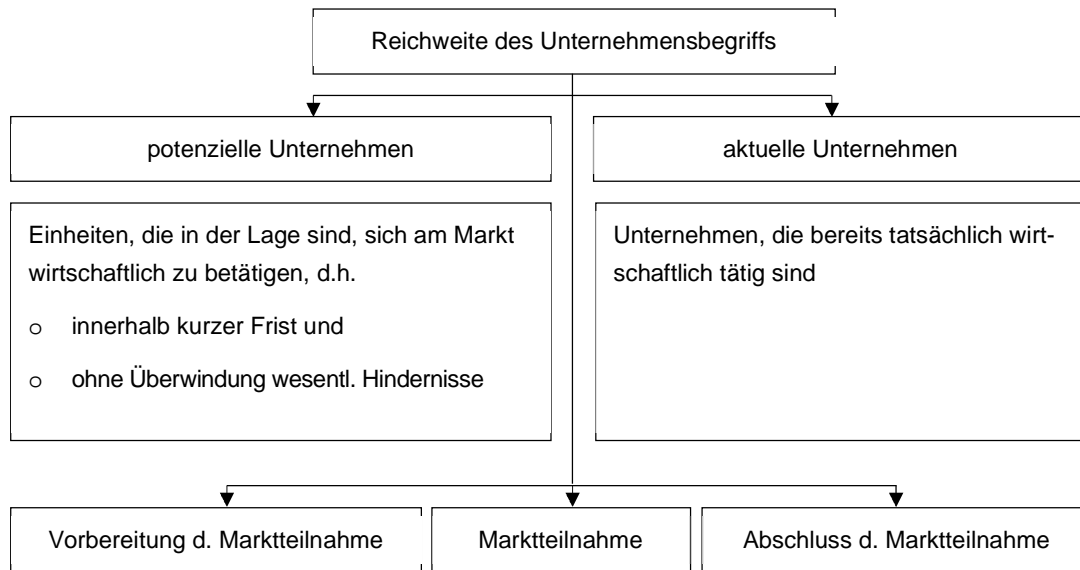 Reichweite des Unternehmensbegriffs
potenzielle Unternehmen
aktuelle Unternehmen
Einheiten, die in der Lage sind, sich am Markt
wirtschaftlich zu betätigen, d.h.
o innerhalb kurzer Frist und
o ohne Überwindung wesentl. Hindernisse
Unternehmen, die bereits tatsächlich wirt-
schaftlich tätig sind
Vorbereitung d. Marktteilnahme
Marktteilnahme
Abschluss d. Marktteilnahme